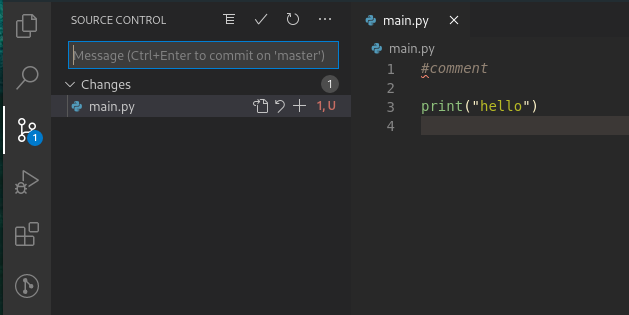 SOURCE CONTROL
Message (Ctrl+Enter to commit on 'master')
Changes 1
main.py 1, U
1
main.py
main.py
1 #comment
2
3 print("hello")
4